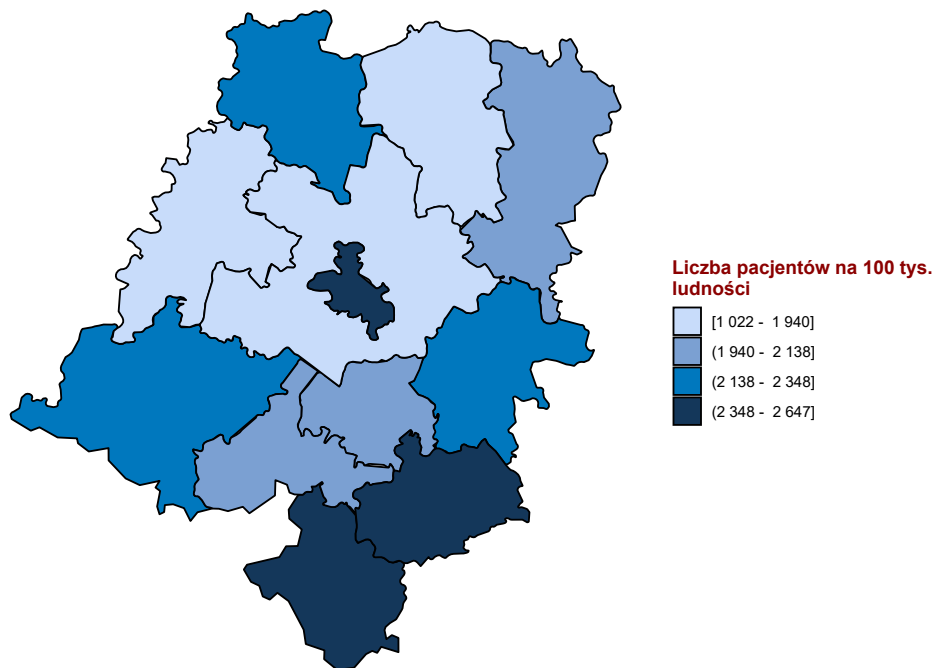 Liczba pacjentów na 100 tys.
ludności
[1 022 - 1 940]
(1 940 - 2 138]
(2 138 - 2 348]
(2 348 - 2 647]